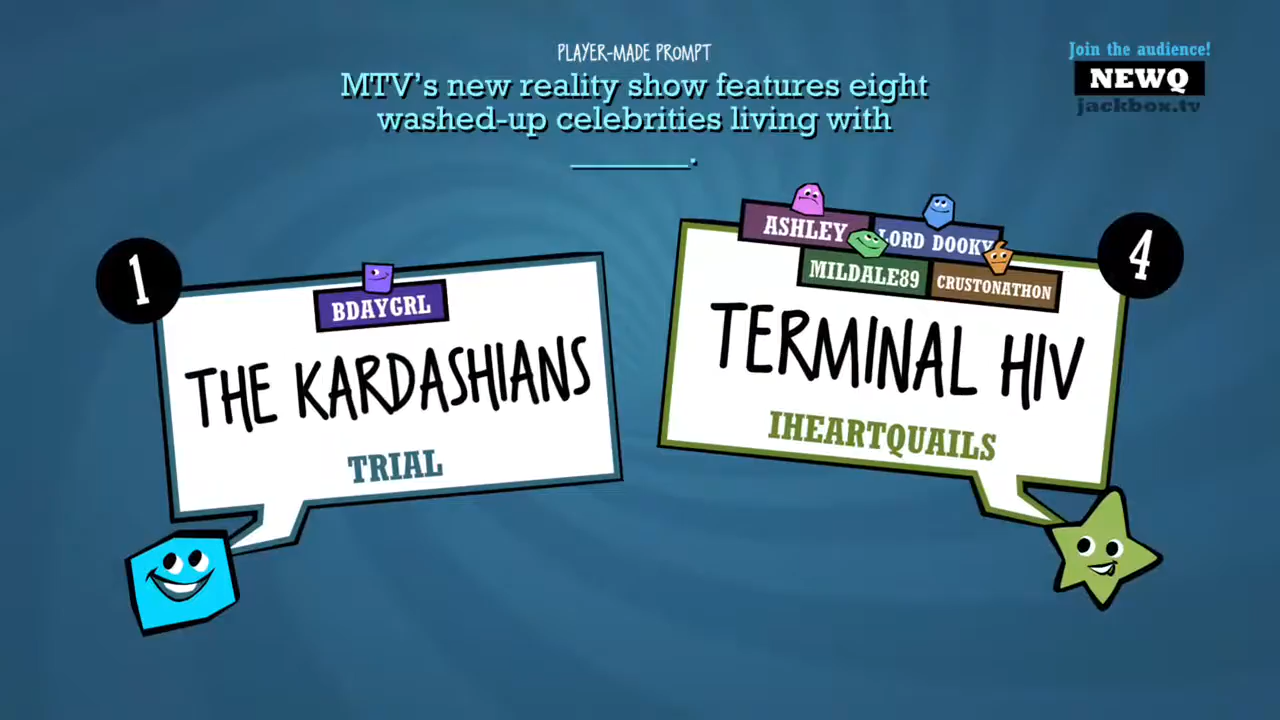 PLAYER-MADE PROMPT
MTV's new reality show features eight
washed-up celebrities living with
________.
Join the audience!
NEWQ
jackbox.tv
1
BDAYGRL
THE KARDASHIANS
TRIAL
ASHLEY
LORD DOOKY
MILDALE89
CRUSTONATHON
4
TERMINAL HIV
IHEARTQUAILS